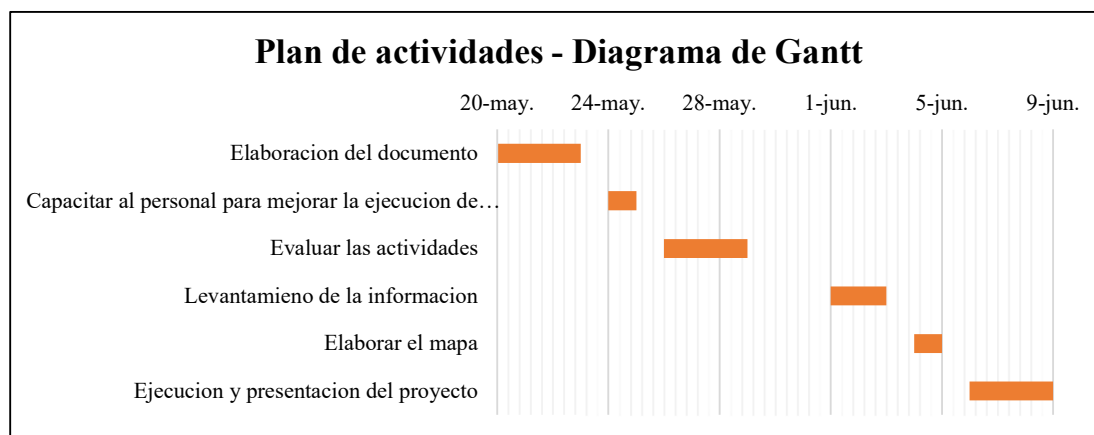 Plan de actividades - Diagrama de Gantt
20-may. 24-may. 28-may. 1-jun. 5-jun. 9-jun.
Elaboracion del documento
Capacitar al personal para mejorar la ejecucion de…
Evaluar las actividades
Levantamieno de la informacion
Elaborar el mapa
Ejecucion y presentacion del proyecto